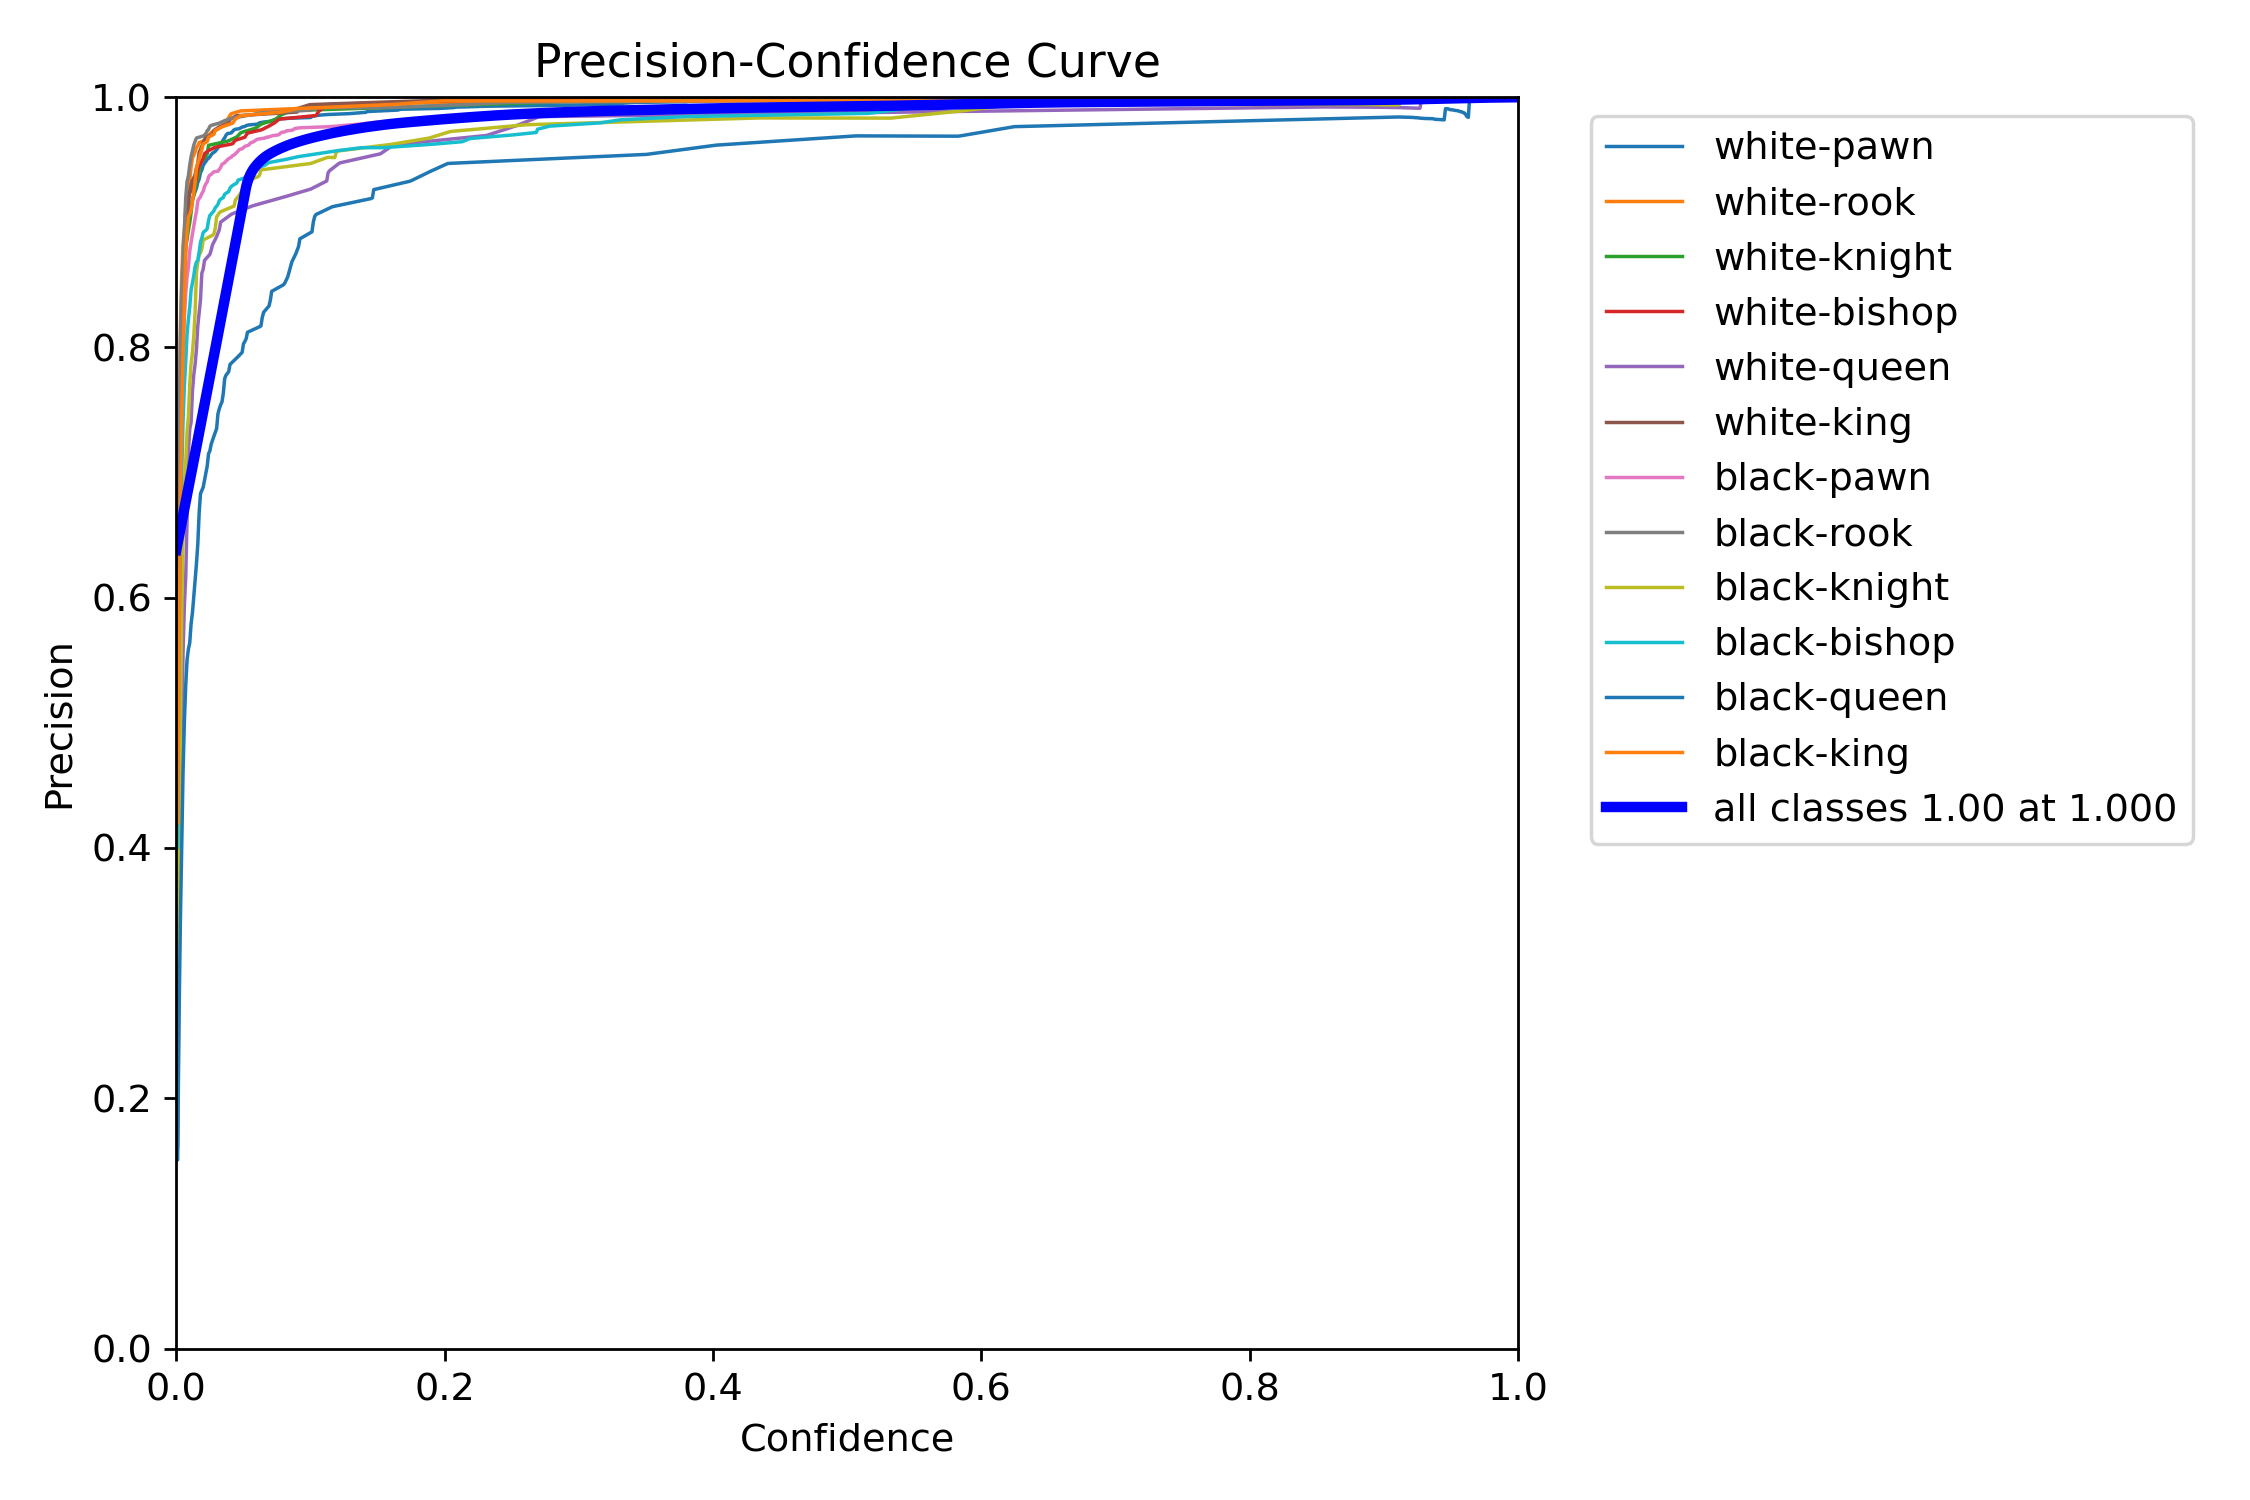 Precision-Confidence Curve
1.0
0.8
0.6
0.4
0.2
0.0
Precision
0.0 0.2 0.4 0.6 0.8 1.0
Confidence
white-pawn
white-rook
white-knight
white-bishop
white-queen
white-king
black-pawn
black-rook
black-knight
black-bishop
black-queen
black-king
all classes 1.00 at 1.000